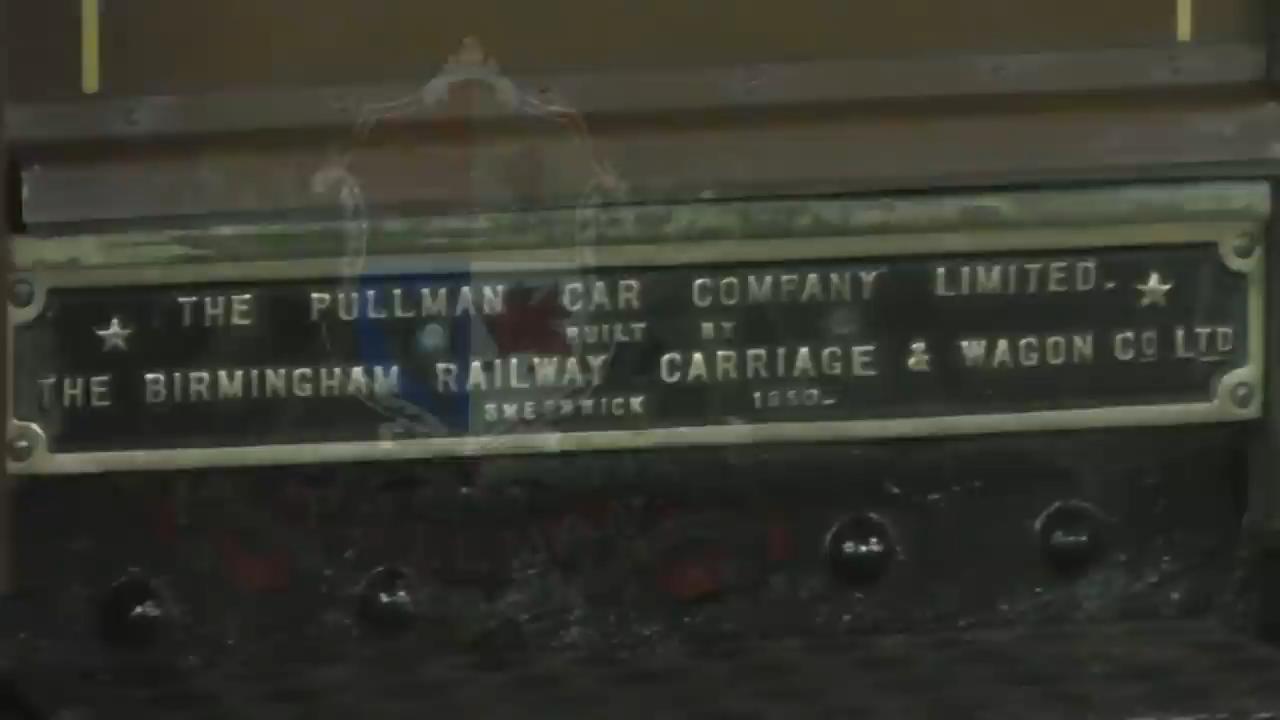 THE PULLMAN CAR COMPANY LIMITED.
BUILT BY
THE BIRMINGHAM RAILWAY CARRIAGE & WAGON Cº LTD
SMETHWICK